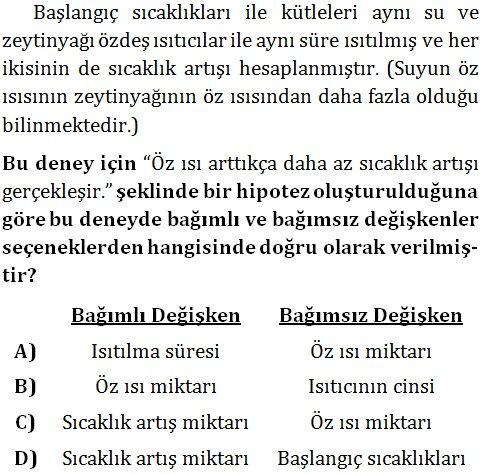 Başlangıç sıcaklıkları ile kütleleri aynı su ve
zeytinyağı özdeş ısıtıcılar ile aynı süre ısıtılmış ve her
ikisinin de sıcaklık artışı hesaplanmıştır. (Suyun öz
ısısının zeytinyağının öz ısısından daha fazla olduğu
bilinmektedir.)
Bu deney için “Öz ısı arttıkça daha az sıcaklık artışı
gerçekleşir.” şeklinde bir hipotez oluşturulduğuna
göre bu deneyde bağımlı ve bağımsız değişkenler
seçeneklerden hangisinde doğru olarak verilmiş-
tir?
Bağımlı Değişken Bağımsız Değişken
A) Isıtılma süresi Öz ısı miktarı
B) Öz ısı miktarı Isıtıcının cinsi
C) Sıcaklık artış miktarı Öz ısı miktarı
D) Sıcaklık artış miktarı Başlangıç sıcaklıkları